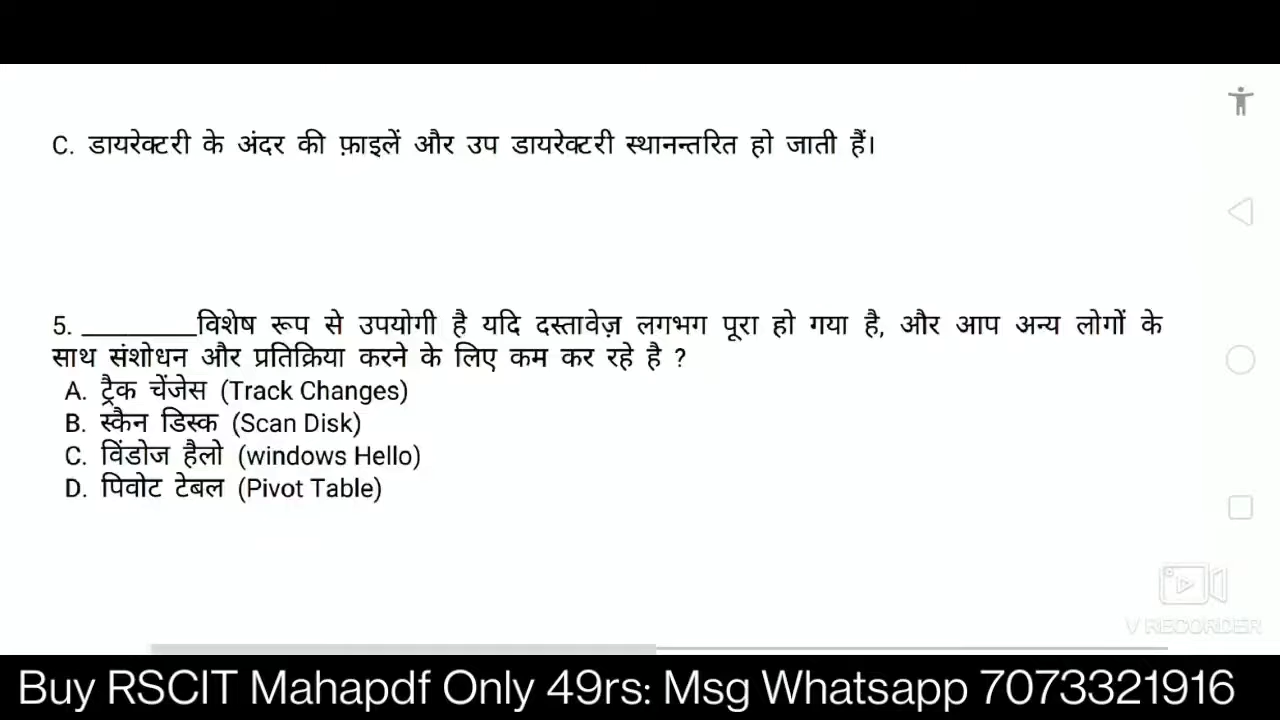 C. डायरेक्टरी के अंदर की फ़ाइलें और उप डायरेक्टरी स्थानन्तरित हो जाती हैं।
5. _________विशेष रूप से उपयोगी है यदि दस्तावेज़ लगभग पूरा हो गया है, और आप अन्य लोगों के
साथ संशोधन और प्रतिक्रिया करने के लिए कम कर रहे है ?
A. ट्रैक चेंजेस (Track Changes)
B. स्कैन डिस्क (Scan Disk)
C. विंडोज हैलो (windows Hello)
D. पिवोट टेबल (Pivot Table)
V RECORDER
Buy RSCIT Mahapdf Only 49rs: Msg Whatsapp 7073321916